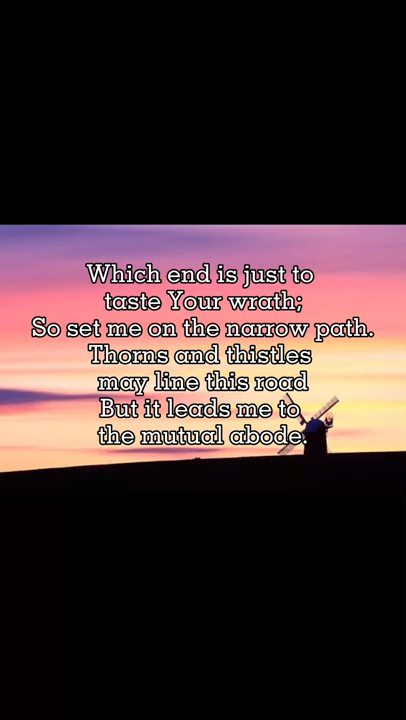 Which end is just to
taste Your wrath;
So set me on the narrow path.
Thorns and thistles
may line this road
But it leads me to
the mutual abode.